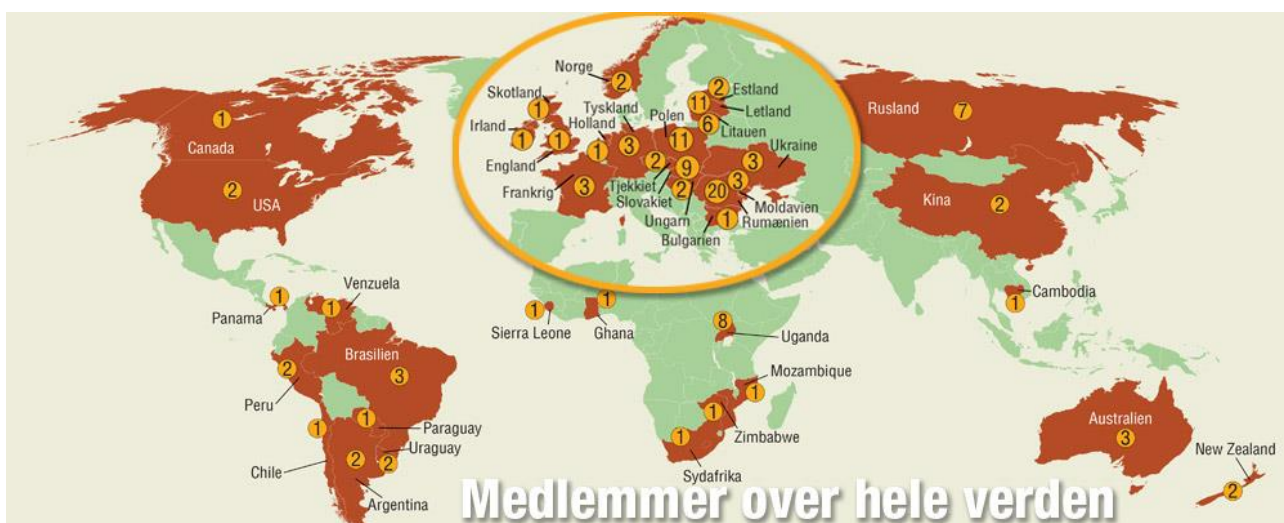 Norge
2
Skotland
1
Irland
1
England
1
Holland
1
Tyskland
3
Polen
11
2
Estland
11
Letland
6
Litauen
Ukraine
3
Frankrig
3
2
Tjekkiet
9
Slovakiet
2
Ungarn
20
3
Moldavien
Rumænien
Bulgarien
1
Rusland
7
Canada
1
USA
2
Kina
2
Cambodia
1
Panama
1
Venzuela
1
Brasilien
3
Peru
2
Paraguay
1
Uraguay
2
Chile
1
Argentina
2
Sierra Leone
1
Ghana
1
Uganda
8
Mozambique
1
Zimbabwe
1
Sydafrika
1
Australien
3
New Zealand
2
Medlemmer over hele verden